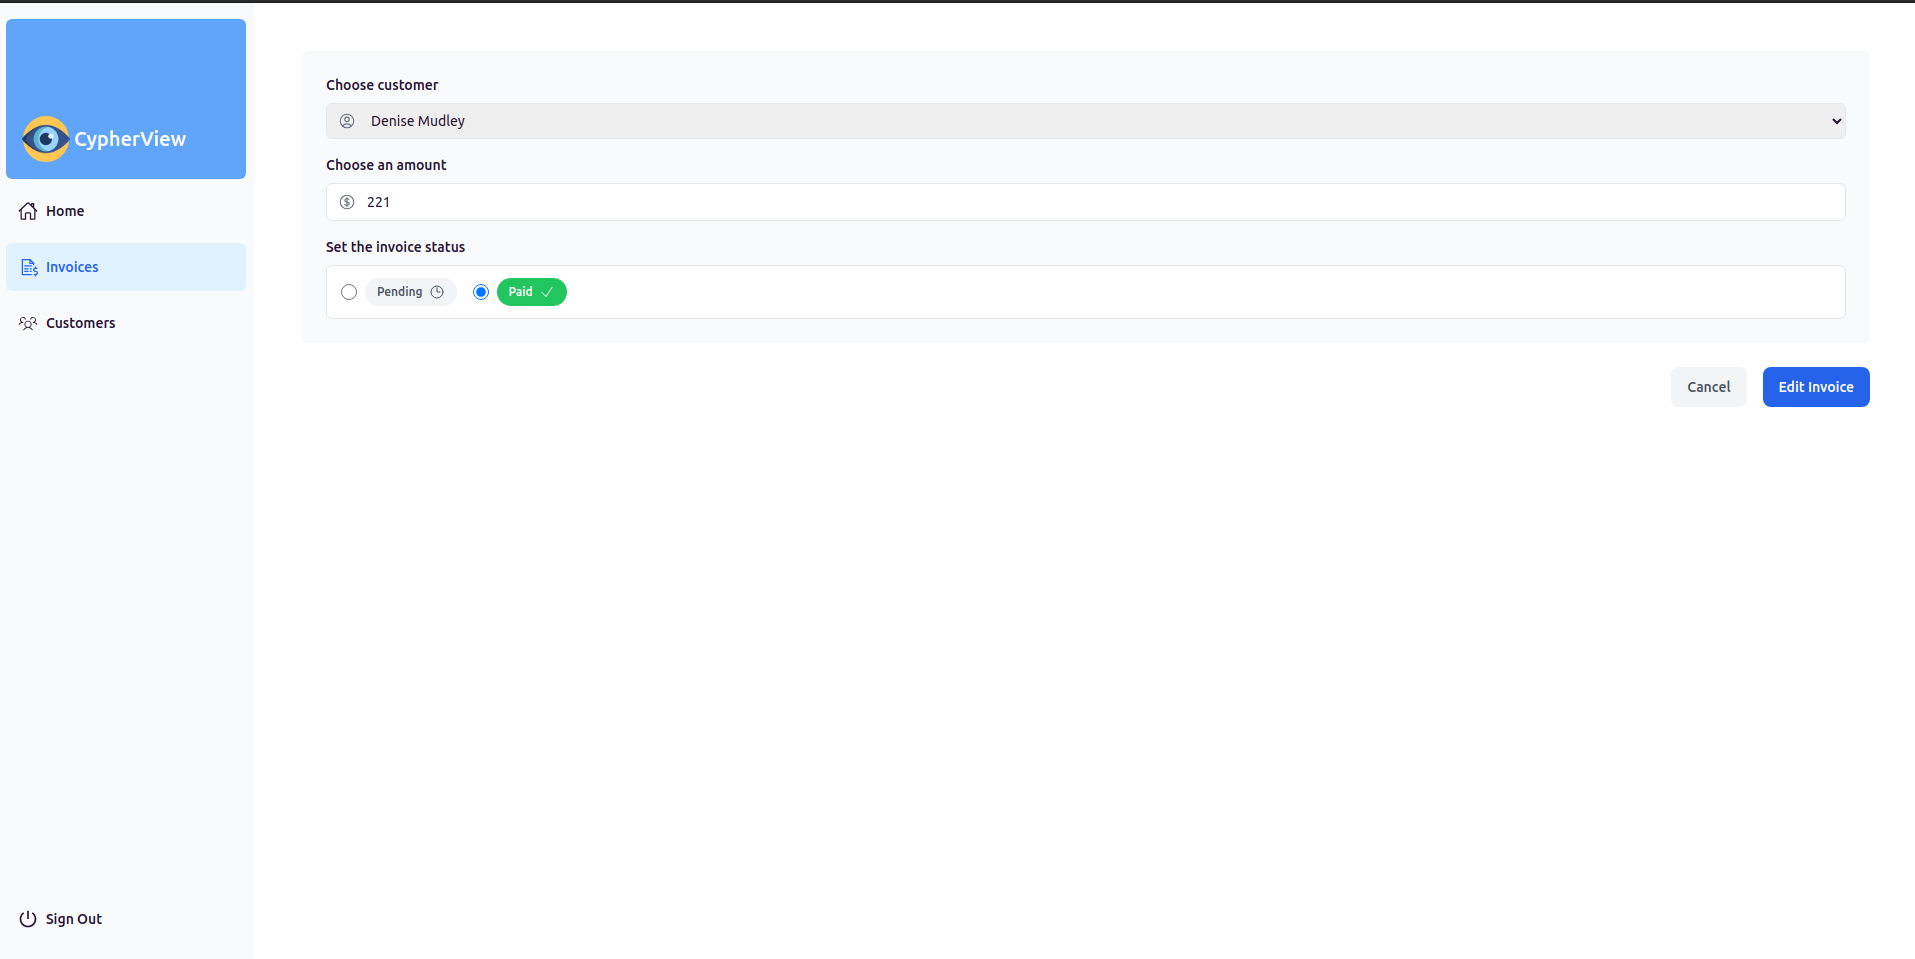 CypherView
Home
Invoices
Customers
Sign Out
Choose customer
Denise Mudley
Choose an amount
221
Set the invoice status
Pending Paid
Cancel Edit Invoice